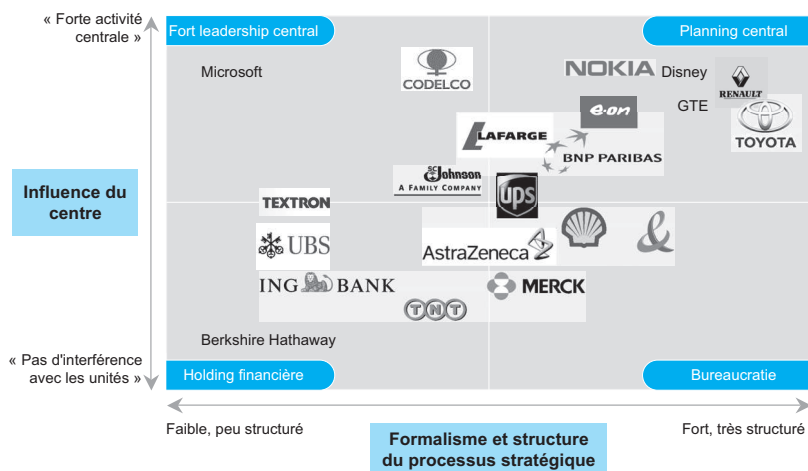 « Forte activité
centrale »
Fort leadership central
Planning central
Microsoft
CODELCO
NOKIA
Disney
RENAULT
GTE
e·on
TOYOTA
LAFARGE
BNP PARIBAS
SC Johnson
A FAMILY COMPANY
Influence du
centre
TEXTRON
ups
UBS
AstraZeneca
&
ING BANK
MERCK
TNT
Berkshire Hathaway
« Pas d'interférence
avec les unités »
Holding financière
Bureaucratie
Faible, peu structuré
Fort, très structuré
Formalisme et structure
du processus stratégique